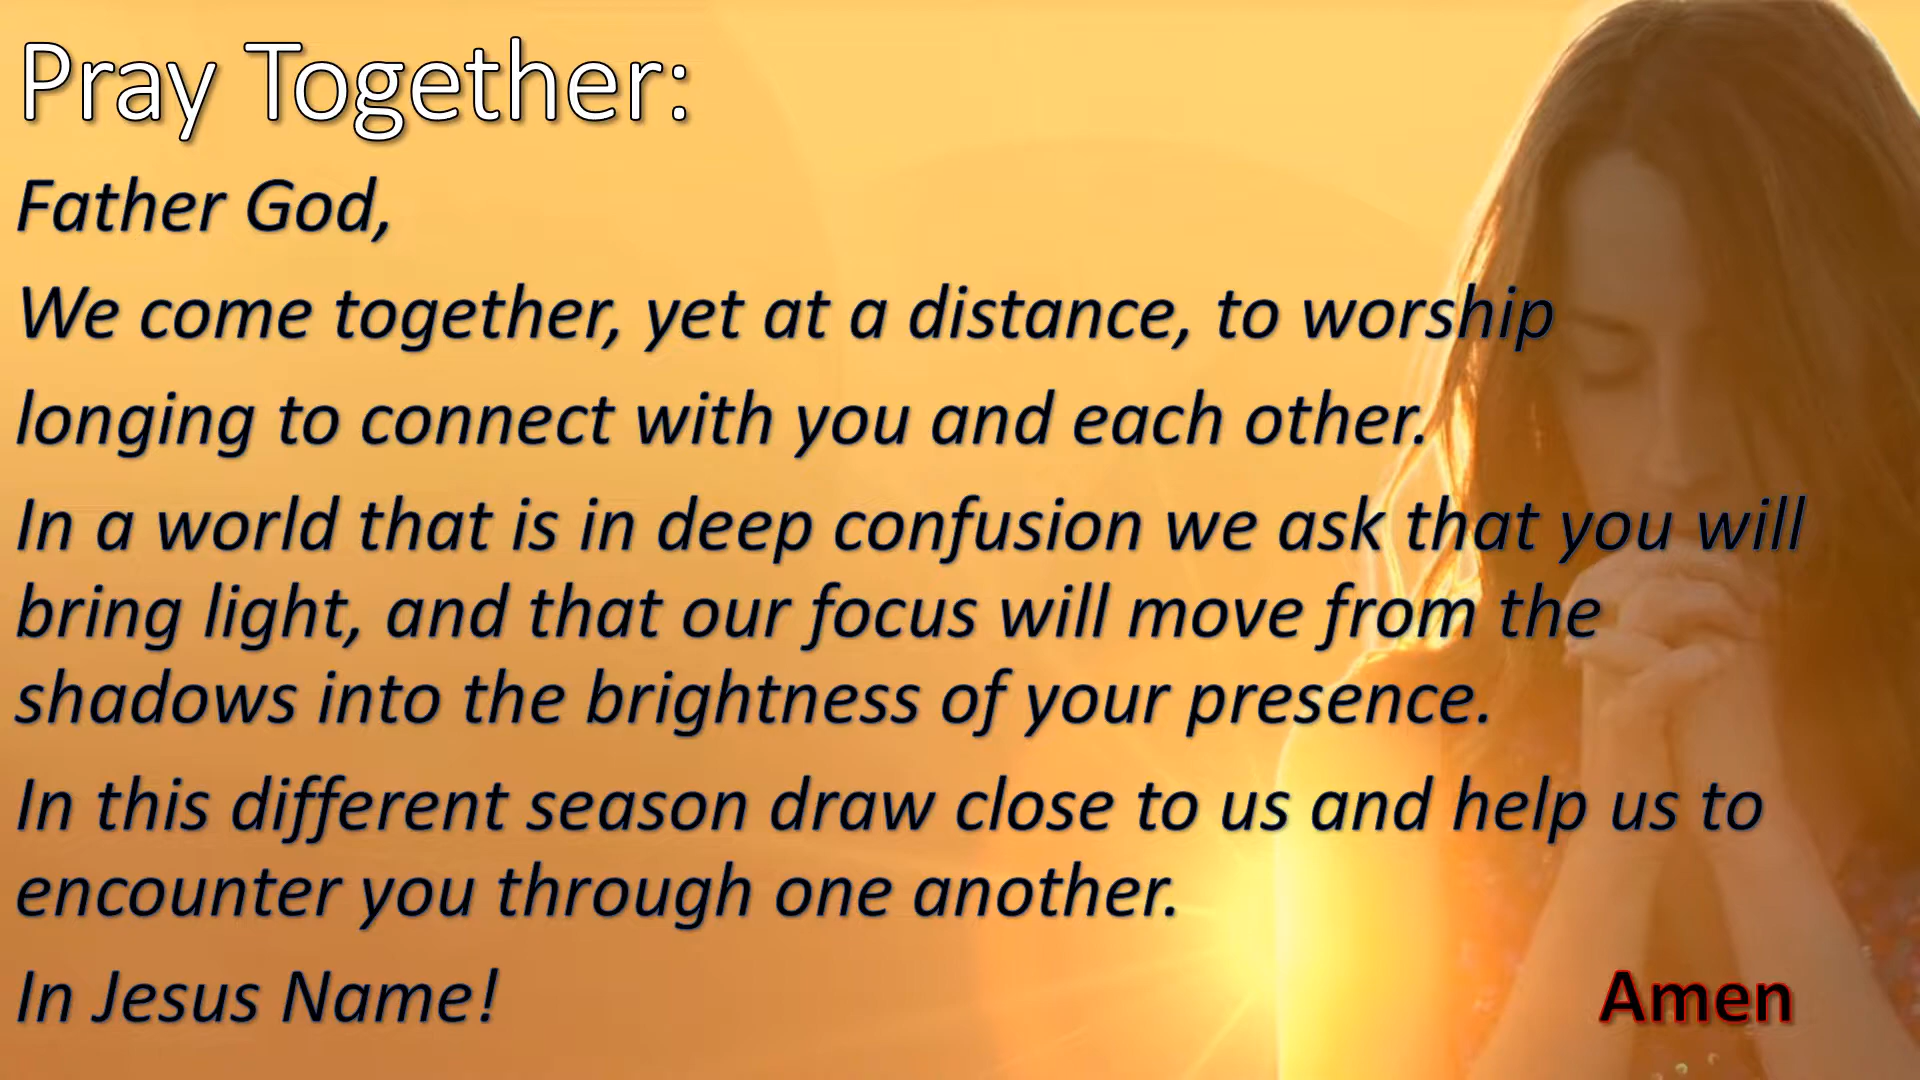 Pray Together:
Father God,
We come together, yet at a distance, to worship
longing to connect with you and each other.
In a world that is in deep confusion we ask that you will
bring light, and that our focus will move from the
shadows into the brightness of your presence.
In this different season draw close to us and help us to
encounter you through one another.
In Jesus Name!
Amen